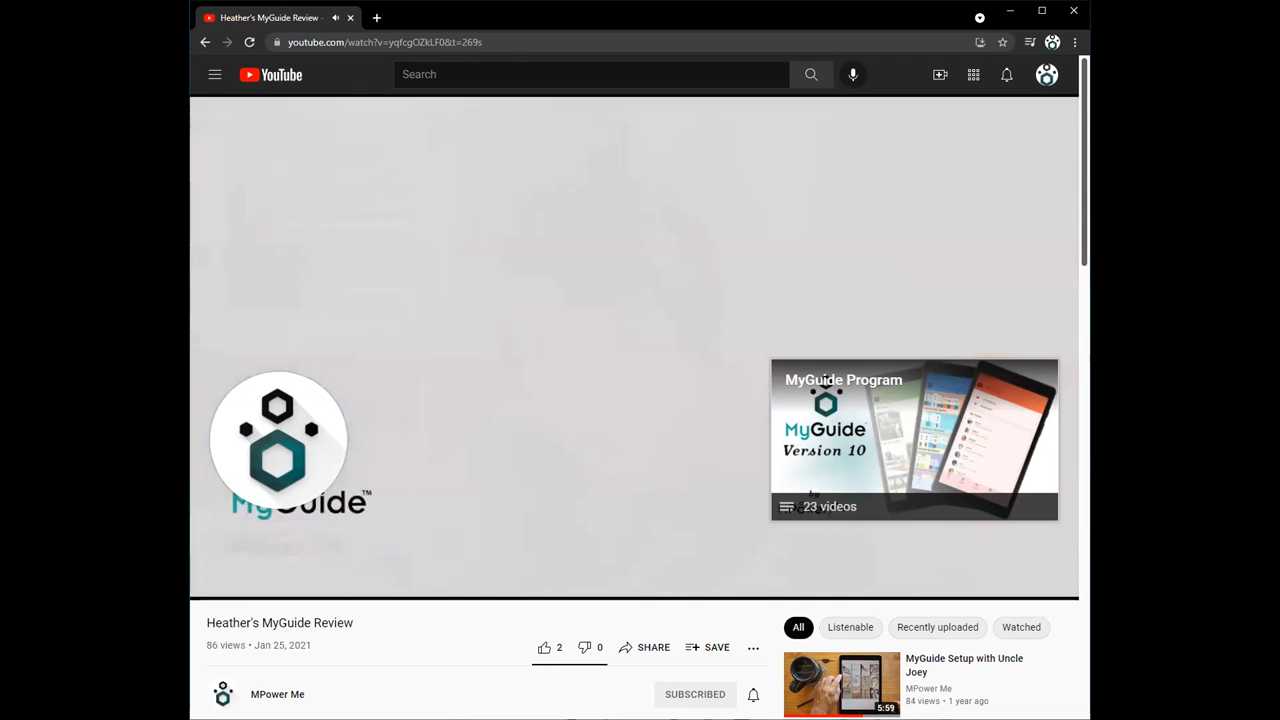 Heather's MyGuide Review -
youtube.com/watch?v=yqfcgOZkLF0&t=269s
YouTube
Search
MyGuide Program
MyGuide
Version 10
by
23 videos
MyGuide™
Heather's MyGuide Review
86 views • Jan 25, 2021
2
0
SHARE
SAVE
MPower Me
SUBSCRIBED
All
Listenable
Recently uploaded
Watched
MyGuide Setup with Uncle
Joey
MPower Me
84 views • 1 year ago
5:59